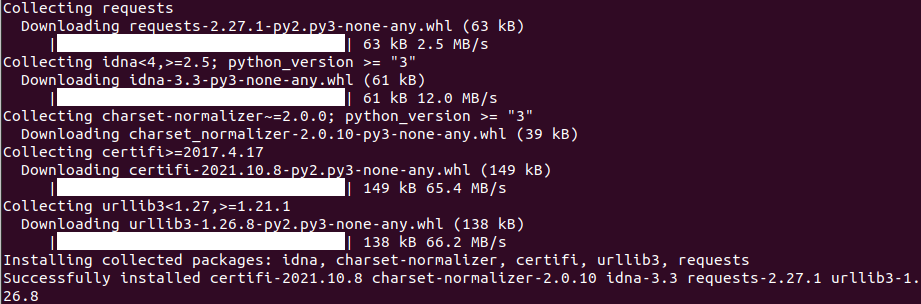 Collecting requests
  Downloading requests-2.27.1-py2.py3-none-any.whl (63 kB)
     |████████████████████████████████| 63 kB 2.5 MB/s
Collecting idna<4,>=2.5; python_version >= "3"
  Downloading idna-3.3-py3-none-any.whl (61 kB)
     |████████████████████████████████| 61 kB 12.0 MB/s
Collecting charset-normalizer~=2.0.0; python_version >= "3"
  Downloading charset_normalizer-2.0.10-py3-none-any.whl (39 kB)
Collecting certifi>=2017.4.17
  Downloading certifi-2021.10.8-py2.py3-none-any.whl (149 kB)
     |████████████████████████████████| 149 kB 65.4 MB/s
Collecting urllib3<1.27,>=1.21.1
  Downloading urllib3-1.26.8-py2.py3-none-any.whl (138 kB)
     |████████████████████████████████| 138 kB 66.2 MB/s
Installing collected packages: idna, charset-normalizer, certifi, urllib3, requests
Successfully installed certifi-2021.10.8 charset-normalizer-2.0.10 idna-3.3 requests-2.27.1 urllib3-1.
26.8